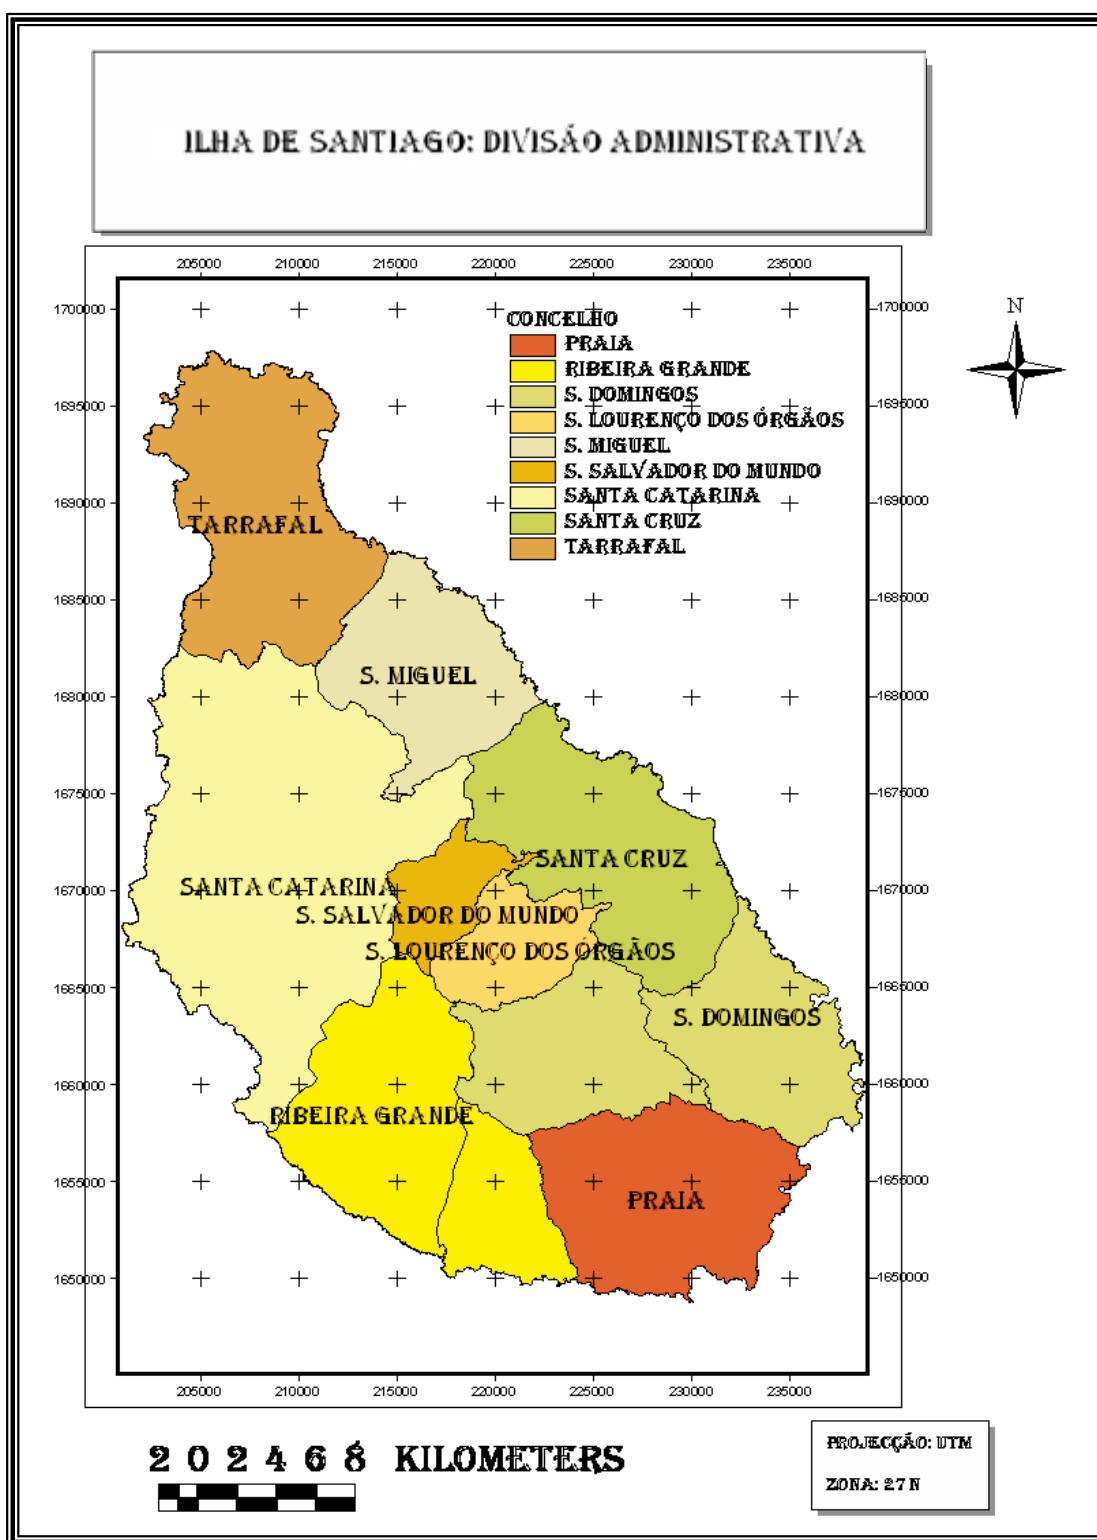 ILHA DE SANTIAGO: DIVISÃO ADMINISTRATIVA
205000 210000 215000 220000 225000 230000 235000
N
1700000 1700000
CONCELHO
PRAIA
RIBEIRA GRANDE
S. DOMINGOS
S. LOURENÇO DOS ÓRGÃOS
S. MIGUEL
S. SALVADOR DO MUNDO
SANTA CATARINA
SANTA CRUZ
TARRAFAL
1695000 1695000
1690000 1690000
TARRAFAL
1685000 1685000
S. MIGUEL
1680000 1680000
1675000 1675000
SANTA CRUZ
SANTA CATARINA
1670000 1670000
S. SALVADOR DO MUNDO
S. LOURENÇO DOS ÓRGÃOS
1665000 1665000
S. DOMINGOS
1660000 1660000
RIBEIRA GRANDE
1655000 1655000
PRAIA
1650000 1650000
205000 210000 215000 220000 225000 230000 235000
2 0 2 4 6 8 KILOMETERS
PROJECÇÃO: UTM
ZONA: 27 N